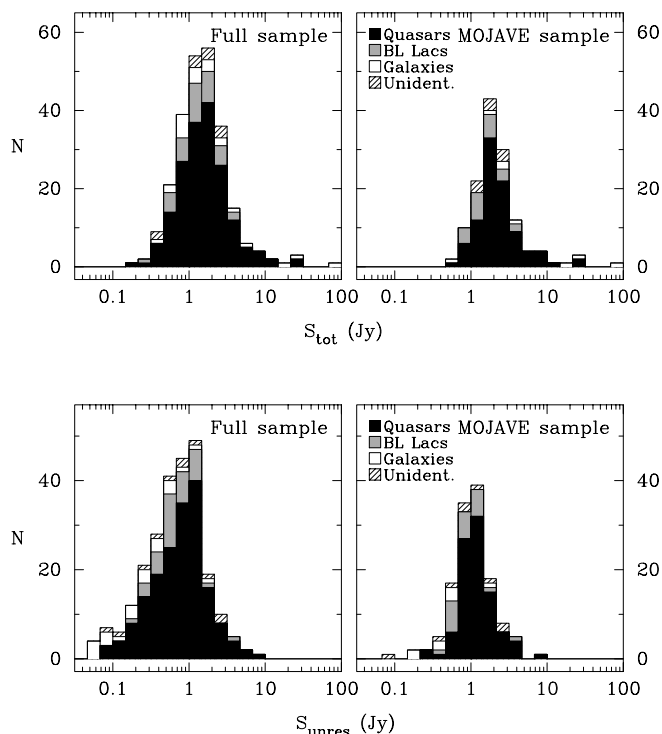 Full sample
MOJAVE sample
Quasars
BL Lacs
Galaxies
Unident.
60
40
20
0
N
60
40
20
0
0.1 1 10 100
0.1 1 10 100
S_tot (Jy)
Full sample
MOJAVE sample
Quasars
BL Lacs
Galaxies
Unident.
40
20
0
N
40
20
0
0.1 1 10 100
0.1 1 10 100
S_unres (Jy)